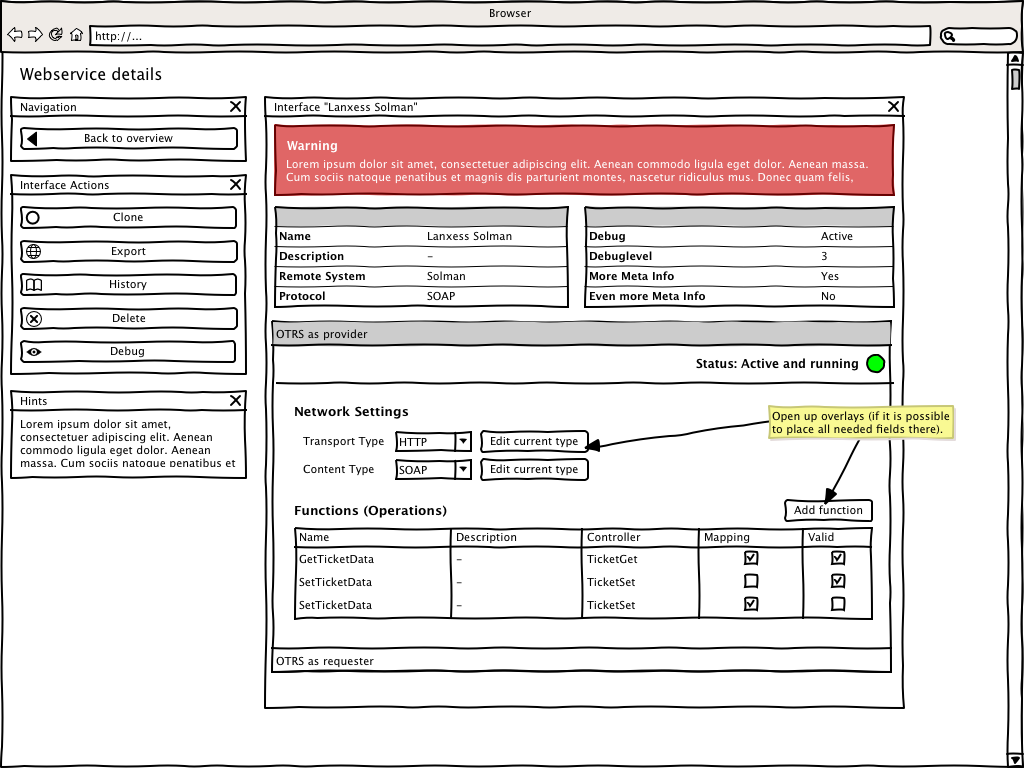 Browser
http://...
Webservice details
Navigation
Back to overview
Interface Actions
Clone
Export
History
Delete
Debug
Hints
Lorem ipsum dolor sit amet,
consectetuer adipiscing elit. Aenean
commodo ligula eget dolor. Aenean
massa. Cum sociis natoque penatibus et
Interface "Lanxess Solman"
Warning
Lorem ipsum dolor sit amet, consectetuer adipiscing elit. Aenean commodo ligula eget dolor. Aenean massa.
Cum sociis natoque penatibus et magnis dis parturient montes, nascetur ridiculus mus. Donec quam felis,
Name Lanxess Solman
Description –
Remote System Solman
Protocol SOAP
Debug Active
Debuglevel 3
More Meta Info Yes
Even more Meta Info No
OTRS as provider
Status: Active and running
Network Settings
Transport Type HTTP Edit current type
Content Type SOAP Edit current type
Open up overlays (if it is possible
to place all needed fields there).
Functions (Operations) Add function
Name Description Controller Mapping Valid
GetTicketData – TicketGet
SetTicketData – TicketSet
SetTicketData – TicketSet
OTRS as requester